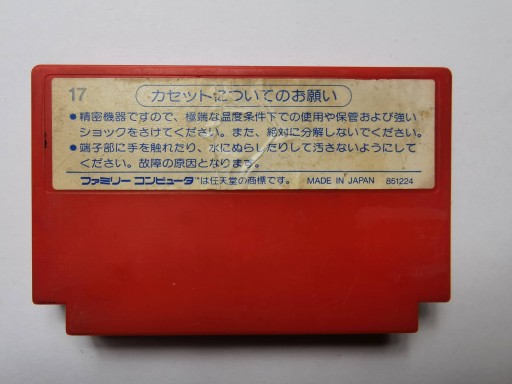 17
カセットについてのお願い
●精密機器ですので、極端な温度条件下での使用や保管および強い
ショックをさけてください。また、絶対に分解しないでください。
●端子部に手を触れたり、水にぬらしたりして汚さないようにして
ください。故障の原因となります。
ファミリー コンピュータ™は任天堂の商標です。 MADE IN JAPAN 851224